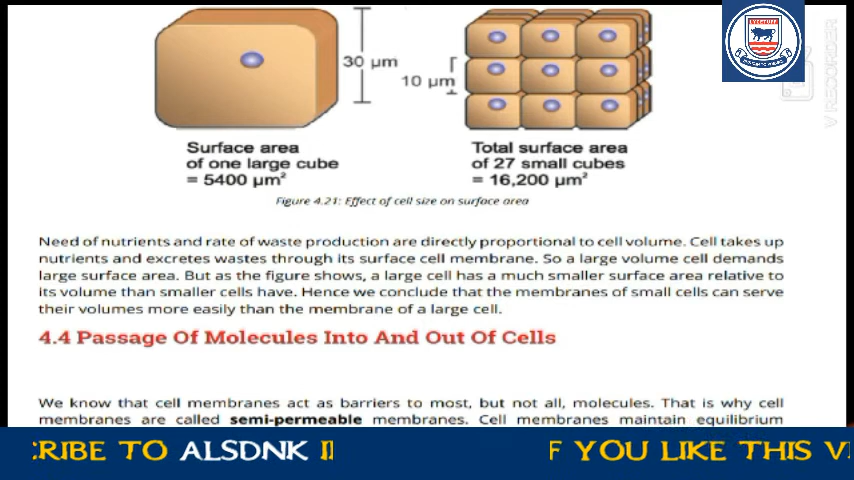 30 µm
10 µm
Surface area
of one large cube
= 5400 µm²
Total surface area
of 27 small cubes
= 16,200 µm²
Figure 4.21: Effect of cell size on surface area
Need of nutrients and rate of waste production are directly proportional to cell volume. Cell takes up
nutrients and excretes wastes through its surface cell membrane. So a large volume cell demands
large surface area. But as the figure shows, a large cell has a much smaller surface area relative to
its volume than smaller cells have. Hence we conclude that the membranes of small cells can serve
their volumes more easily than the membrane of a large cell.
4.4 Passage Of Molecules Into And Out Of Cells
We know that cell membranes act as barriers to most, but not all, molecules. That is why cell
membranes are called semi-permeable membranes. Cell membranes maintain equilibrium
CRIBE TO ALSDNK
F YOU LIKE THIS VI
V RECORDER